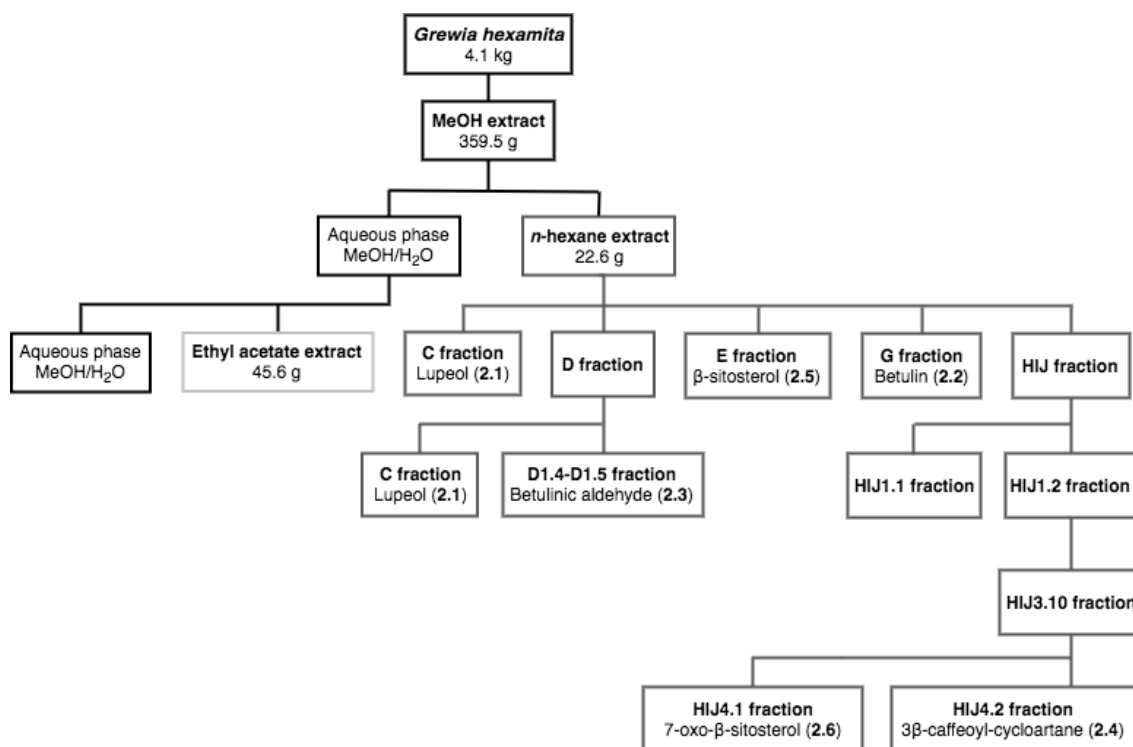 Grewia hexamita
4.1 kg
MeOH extract
359.5 g
Aqueous phase
MeOH/H₂O
n-hexane extract
22.6 g
Aqueous phase
MeOH/H₂O
Ethyl acetate extract
45.6 g
C fraction
Lupeol (2.1)
D fraction
E fraction
β-sitosterol (2.5)
G fraction
Betulin (2.2)
HIJ fraction
C fraction
Lupeol (2.1)
D1.4-D1.5 fraction
Betulinic aldehyde (2.3)
HIJ1.1 fraction
HIJ1.2 fraction
HIJ3.10 fraction
HIJ4.1 fraction
7-oxo-β-sitosterol (2.6)
HIJ4.2 fraction
3β-caffeoyl-cycloartane (2.4)